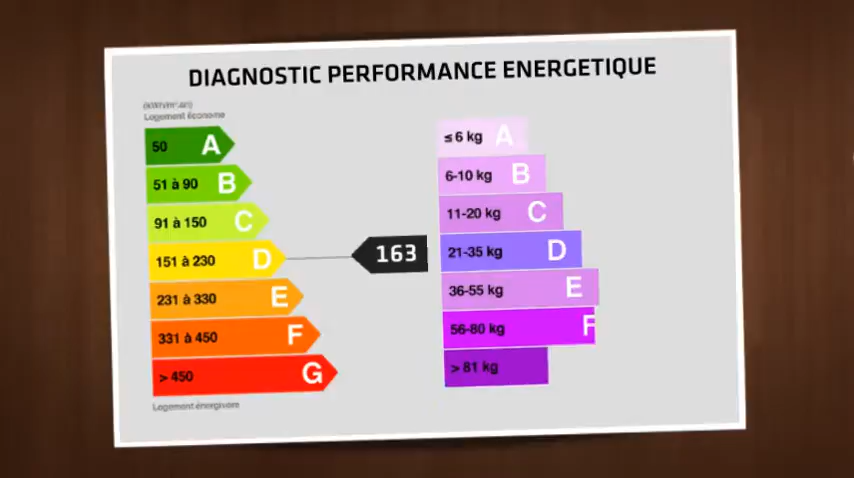 DIAGNOSTIC PERFORMANCE ENERGETIQUE
Logement économe
50 A
51 à 90 B
91 à 150 C
151 à 230 D
231 à 330 E
331 à 450 F
> 450 G
Logement énergivore
163
≤ 6 kg A
6-10 kg B
11-20 kg C
21-35 kg D
36-55 kg E
56-80 kg F
> 81 kg